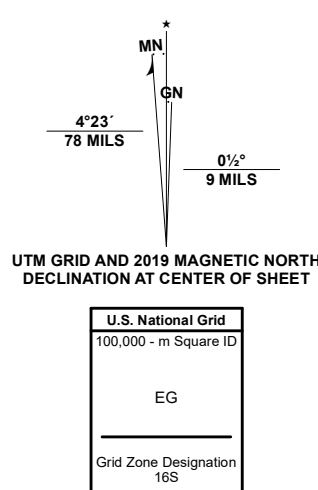 MN
GN
4°23´
78 MILS
0½°
9 MILS
UTM GRID AND 2019 MAGNETIC NORTH
DECLINATION AT CENTER OF SHEET
U.S. National Grid
100,000 - m Square ID
EG
Grid Zone Designation
16S